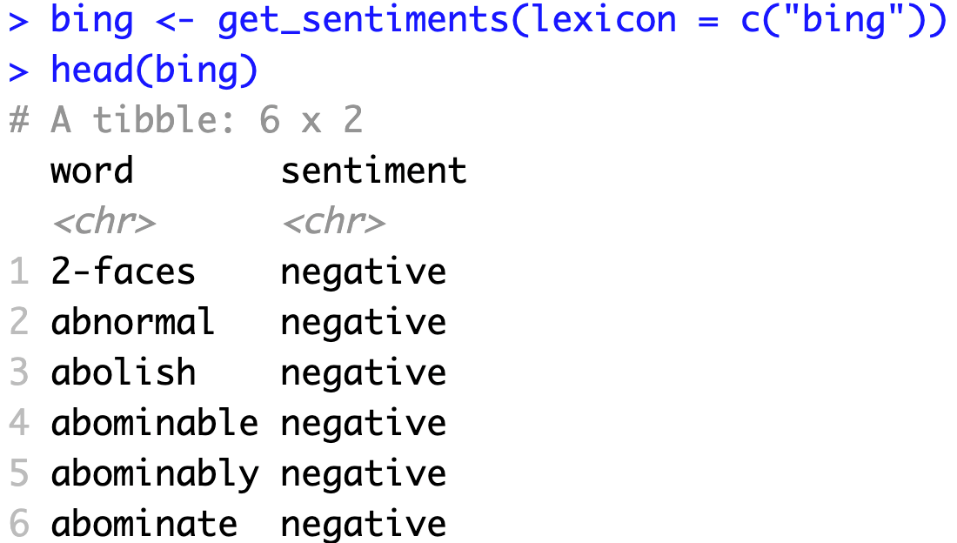 > bing <- get_sentiments(lexicon = c("bing"))
> head(bing)
# A tibble: 6 x 2
  word       sentiment
  <chr>      <chr>
1 2-faces    negative
2 abnormal   negative
3 abolish    negative
4 abominable negative
5 abominably negative
6 abominate  negative